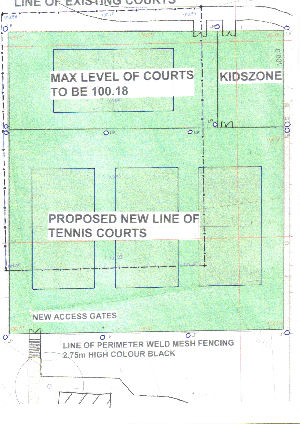 LINE OF EXISTING COURTS
MAX LEVEL OF COURTS
TO BE 100.18
KIDSZONE
PROPOSED NEW LINE OF
TENNIS COURTS
NEW ACCESS GATES
LINE OF PERIMETER WELD MESH FENCING
2.75m HIGH COLOUR BLACK